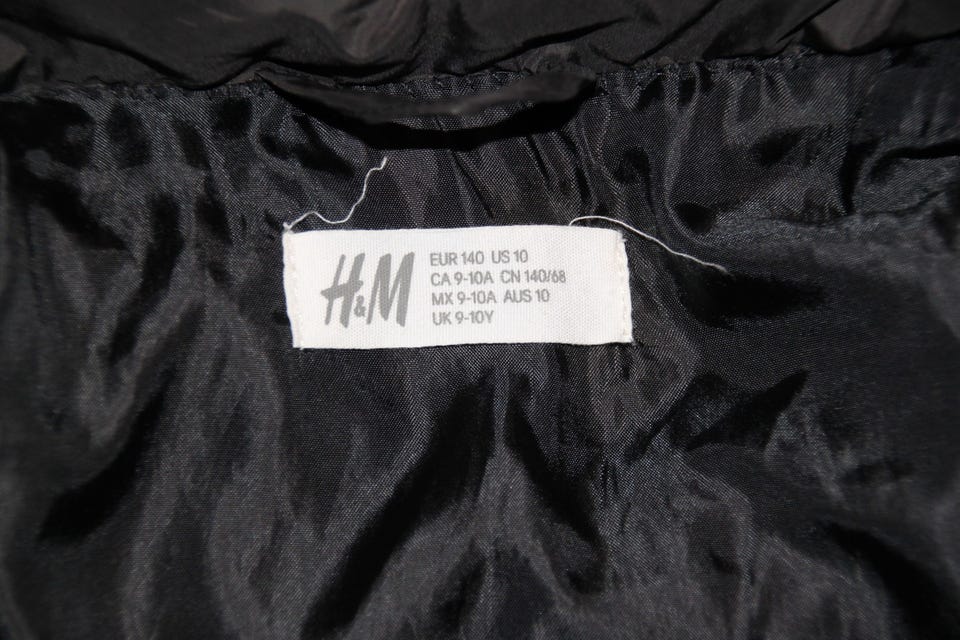 H&M
EUR 140 US 10
CA 9-10A CN 140/68
MX 9-10A AUS 10
UK 9-10Y